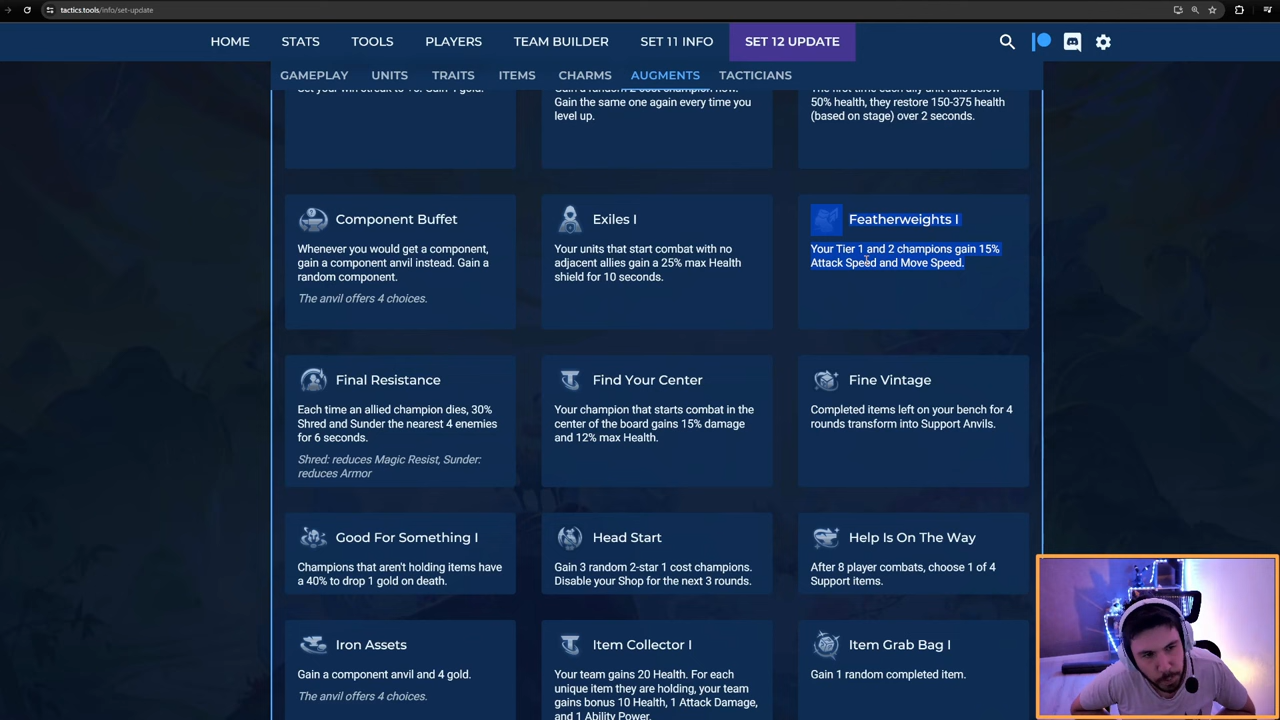 tactics.tools/info/set-update
HOME STATS TOOLS PLAYERS TEAM BUILDER SET 11 INFO SET 12 UPDATE
GAMEPLAY UNITS TRAITS ITEMS CHARMS AUGMENTS TACTICIANS
Gain the same one again every time you
level up.
50% health, they restore 150-375 health
(based on stage) over 2 seconds.
Component Buffet
Whenever you would get a component,
gain a component anvil instead. Gain a
random component.
The anvil offers 4 choices.
Exiles I
Your units that start combat with no
adjacent allies gain a 25% max Health
shield for 10 seconds.
Featherweights I
Your Tier 1 and 2 champions gain 15%
Attack Speed and Move Speed.
Final Resistance
Each time an allied champion dies, 30%
Shred and Sunder the nearest 4 enemies
for 6 seconds.
Shred: reduces Magic Resist, Sunder:
reduces Armor
Find Your Center
Your champion that starts combat in the
center of the board gains 15% damage
and 12% max Health.
Fine Vintage
Completed items left on your bench for 4
rounds transform into Support Anvils.
Good For Something I
Champions that aren't holding items have
a 40% to drop 1 gold on death.
Head Start
Gain 3 random 2-star 1 cost champions.
Disable your Shop for the next 3 rounds.
Help Is On The Way
After 8 player combats, choose 1 of 4
Support items.
Iron Assets
Gain a component anvil and 4 gold.
The anvil offers 4 choices.
Item Collector I
Your team gains 20 Health. For each
unique item they are holding, your team
gains bonus 10 Health, 1 Attack Damage,
and 1 Ability Power.
Item Grab Bag I
Gain 1 random completed item.